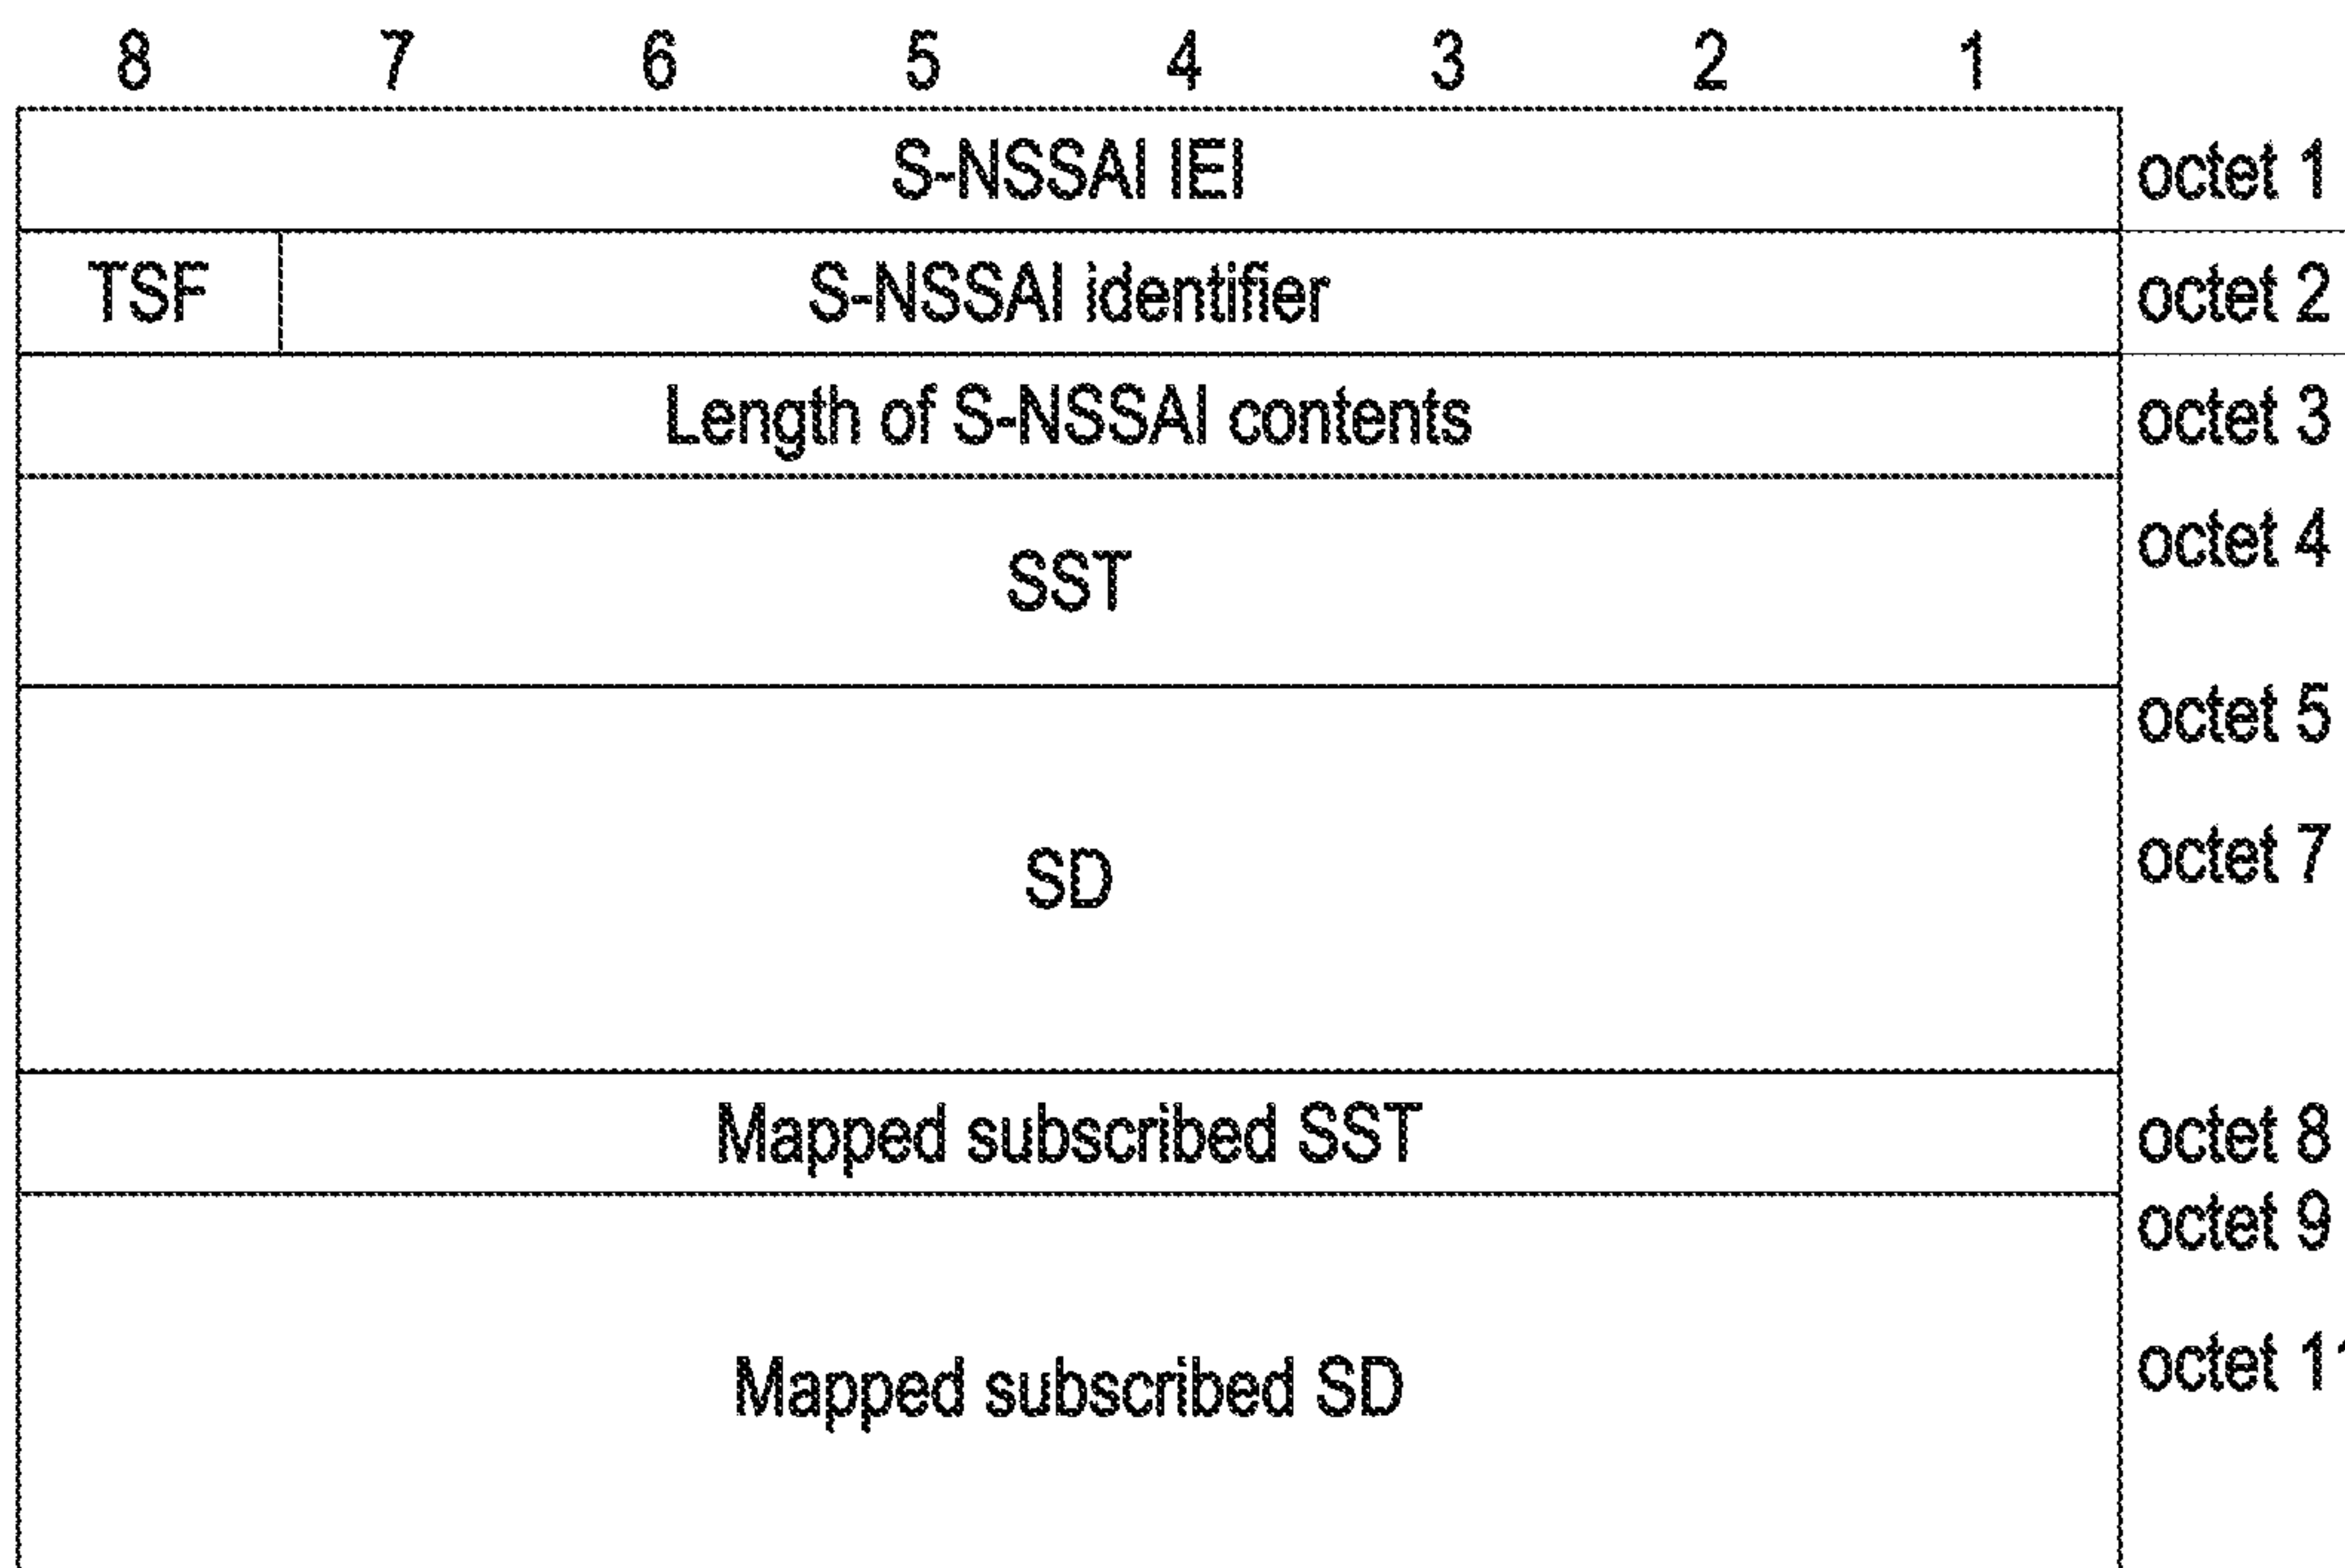 8 7 6 5 4 3 2 1
S-NSSAI IEI octet 1
TSF S-NSSAI identifier octet 2
Length of S-NSSAI contents octet 3
SST octet 4
octet 5
SD octet 7
Mapped subscribed SST octet 8
octet 9
Mapped subscribed SD octet 11